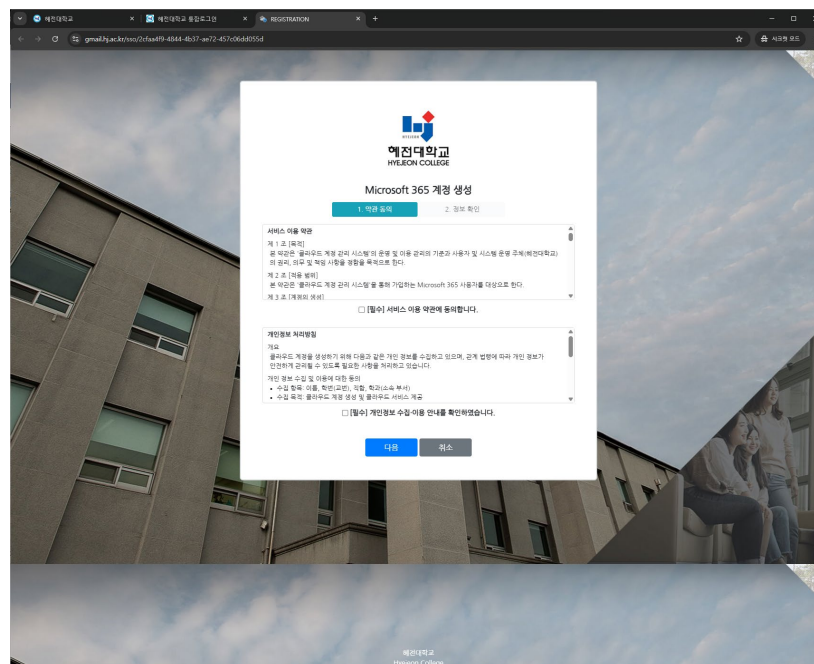 혜전대학교
혜전대학교 통합로그인
REGISTRATION
gmail.hj.ac.kr/sso/2cfaa4f9-4844-4b37-ae72-457c06dd055d
시크릿 모드
hj
HYEJEON
혜전대학교
HYEJEON COLLEGE
Microsoft 365 계정 생성
1. 약관 동의
2. 정보 확인
서비스 이용 약관
제 1 조 [목적]
본 약관은 '클라우드 계정 관리 시스템'의 운영 및 이용 관리의 기준과 사용자 및 시스템 운영 주체(혜전대학교)
의 권리, 의무 및 책임 사항을 정함을 목적으로 한다.
제 2 조 [적용 범위]
본 약관은 '클라우드 계정 관리 시스템'을 통해 가입하는 Microsoft 365 사용자를 대상으로 한다.
제 3 조 [계정의 생성]
[필수] 서비스 이용 약관에 동의합니다.
개인정보 처리방침
개요
클라우드 계정을 생성하기 위해 다음과 같은 개인 정보를 수집하고 있으며, 관계 법령에 따라 개인 정보가
안전하게 관리될 수 있도록 필요한 사항을 처리하고 있습니다.
개인 정보 수집 및 이용에 대한 동의
• 수집 항목: 이름, 학번(교번), 직함, 학과(소속 부서)
• 수집 목적: 클라우드 계정 생성 및 클라우드 서비스 제공
[필수] 개인정보 수집·이용 안내를 확인하였습니다.
다음
취소
혜전대학교
Hyejeon College